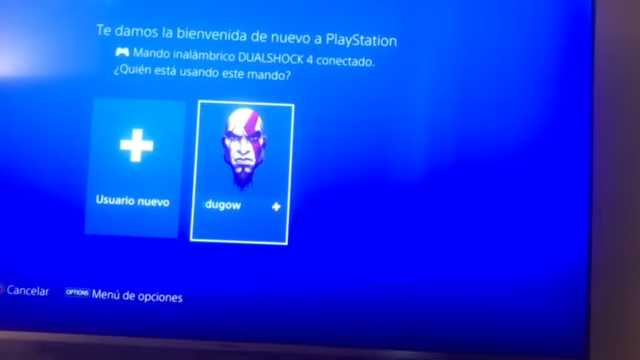 Te damos la bienvenida de nuevo a PlayStation
Mando inalámbrico DUALSHOCK 4 conectado.
¿Quién está usando este mando?
Usuario nuevo
dugow
Cancelar
OPTIONS Menú de opciones